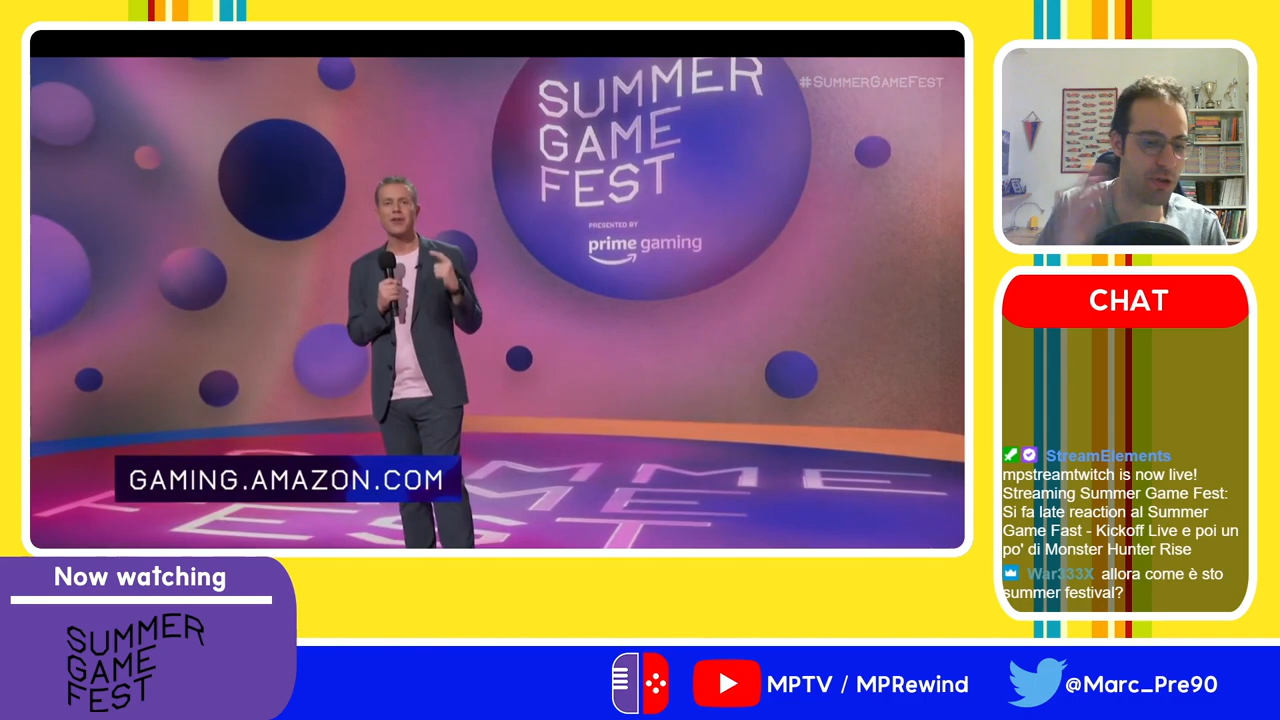 SUMMER
GAME
FEST
PRESENTED BY
prime gaming
#SUMMERGAMEFEST
GAMING.AMAZON.COM
CHAT
StreamElements
mpstreamtwitch is now live!
Streaming Summer Game Fest:
Si fa late reaction al Summer
Game Fast - Kickoff Live e poi un
po' di Monster Hunter Rise
War333X allora come è sto
summer festival?
Now watching
SUMMER
GAME
FEST
MPTV / MPRewind
@Marc_Pre90